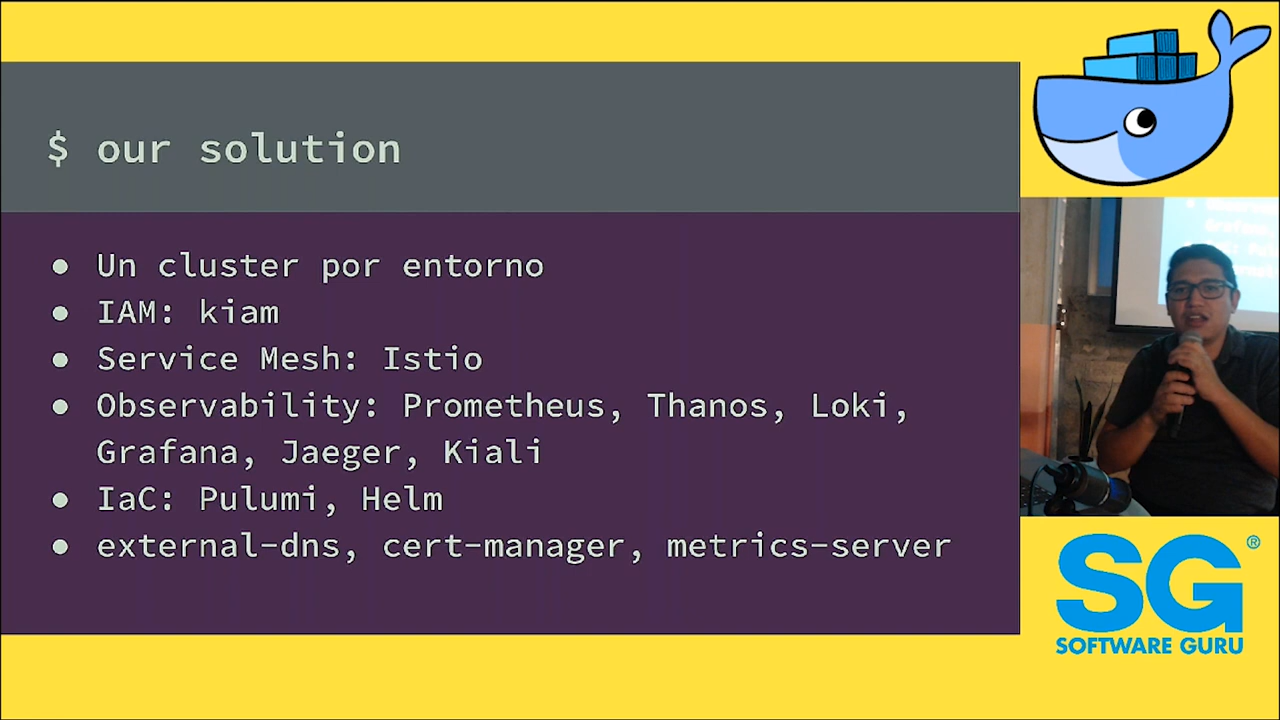 $ our solution
● Un cluster por entorno
● IAM: kiam
● Service Mesh: Istio
● Observability: Prometheus, Thanos, Loki,
Grafana, Jaeger, Kiali
● IaC: Pulumi, Helm
● external-dns, cert-manager, metrics-server
SG®
SOFTWARE GURU